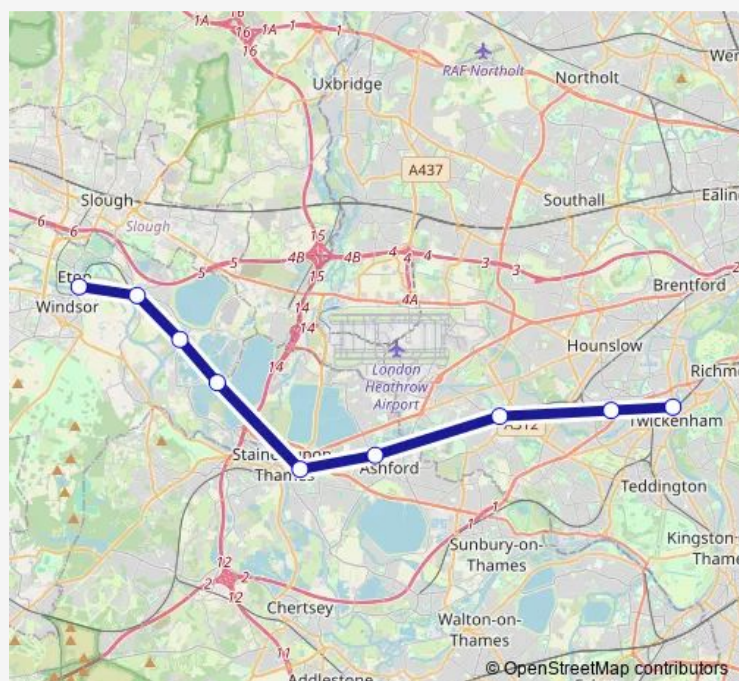 16
1A
1
1
1A
16
Uxbridge
RAF Northolt
Northolt
A437
Slough
Southall
Slough
6
6
15
5
5
4B
4B
4
4
4
3
3
15
Eton
Windsor
14
14
4A
Brentford
Hounslow
London
Heathrow
Airport
14
A312
Twickenham
Thames
Ashford
Teddington
1
Sunbury-on-
Thames
12
2
2
12
Chertsey
Walton-on-
Thames
11
Addlestone
© OpenStreetMap contributors